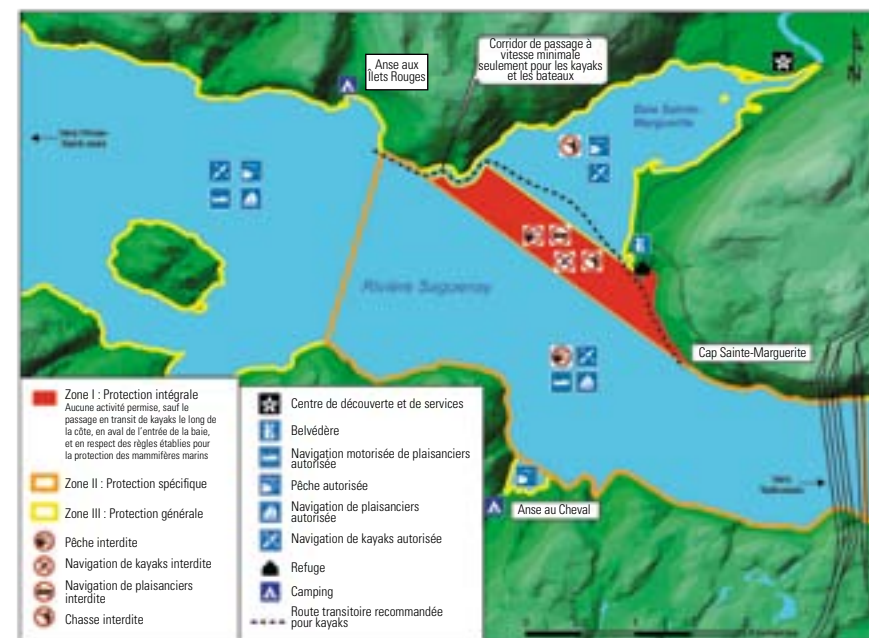 Anse aux
Îlets Rouges
Corridor de passage à
vitesse minimale
seulement pour les kayaks
et les bateaux
Baie Sainte-
Marguerite
Rivière Saguenay
Cap Sainte-Marguerite
Vers
Anse au Cheval
Zone I : Protection intégrale
Aucune activité permise, sauf le
passage en transit de kayaks le long de
la côte, en aval de l'entrée de la baie,
et en respect des règles établies pour
la protection des mammifères marins
Zone II : Protection spécifique
Zone III : Protection générale
Pêche interdite
Navigation de kayaks interdite
Navigation de plaisanciers
interdite
Chasse interdite
Centre de découverte et de services
Belvédère
Navigation motorisée de plaisanciers
autorisée
Pêche autorisée
Navigation de plaisanciers
autorisée
Navigation de kayaks autorisée
Refuge
Camping
Route transitoire recommandée
pour kayaks